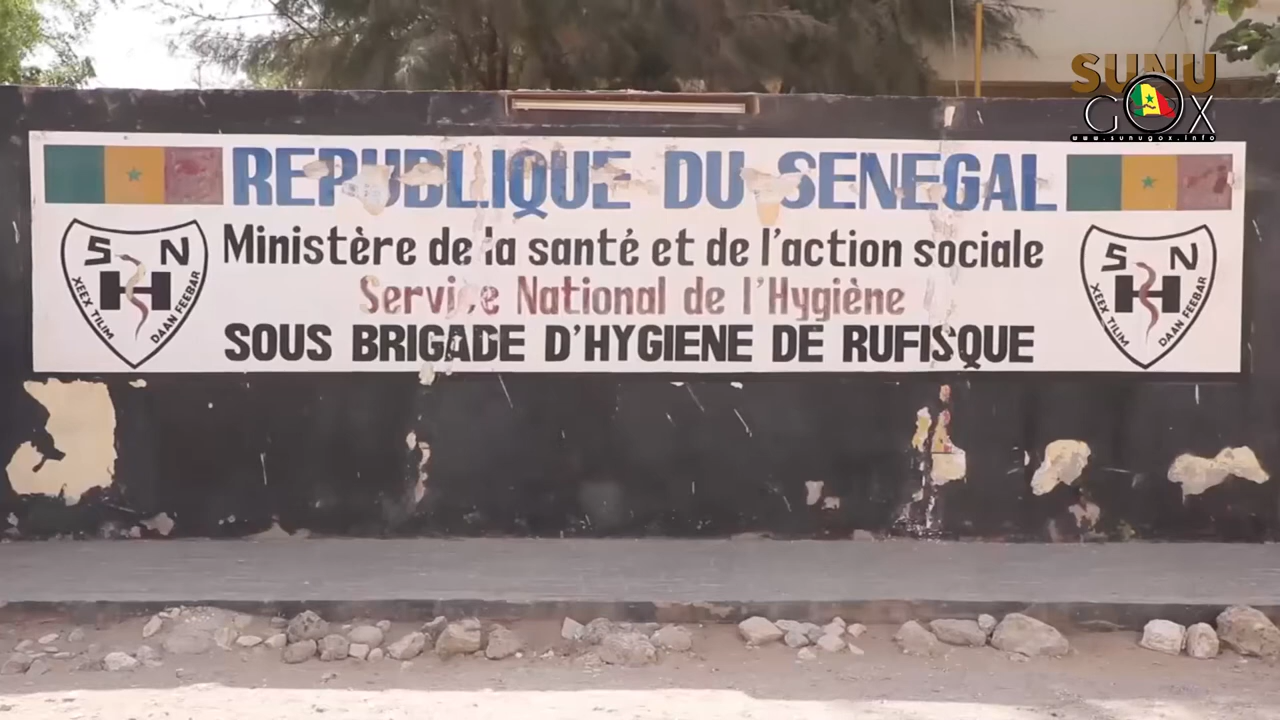 SUNU
GOX
www.sunugox.info
REPUBLIQUE DU SENEGAL
Ministère de la santé et de l'action sociale
Service National de l'Hygiène
SOUS BRIGADE D'HYGIENE DE RUFISQUE
S N
H
XEEX TILIM
DAAN FEEBAR
S N
H
XEEX TILIM
DAAN FEEBAR